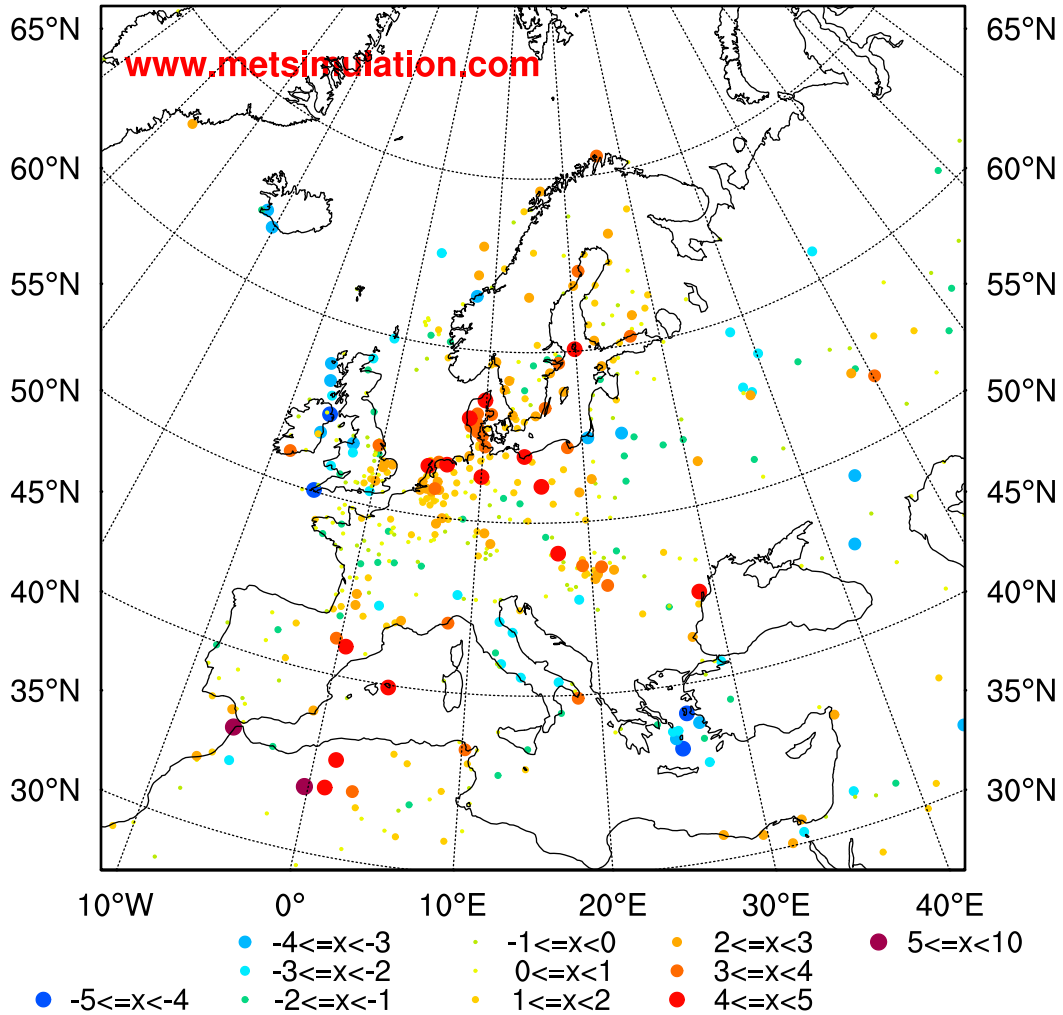 65°N 65°N
www.metsimulation.com
60°N 60°N
55°N 55°N
50°N 50°N
45°N 45°N
40°N 40°N
35°N 35°N
30°N 30°N
10°W 0° 10°E 20°E 30°E 40°E
-4<=x<-3 -1<=x<0 2<=x<3 5<=x<10
-3<=x<-2 0<=x<1 3<=x<4
-5<=x<-4 -2<=x<-1 1<=x<2 4<=x<5